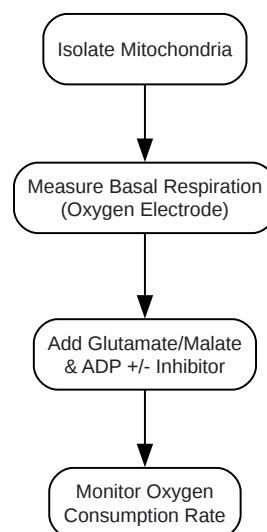 Isolate Mitochondria
Measure Basal Respiration
(Oxygen Electrode)
Add Glutamate/Malate
& ADP +/- Inhibitor
Monitor Oxygen
Consumption Rate